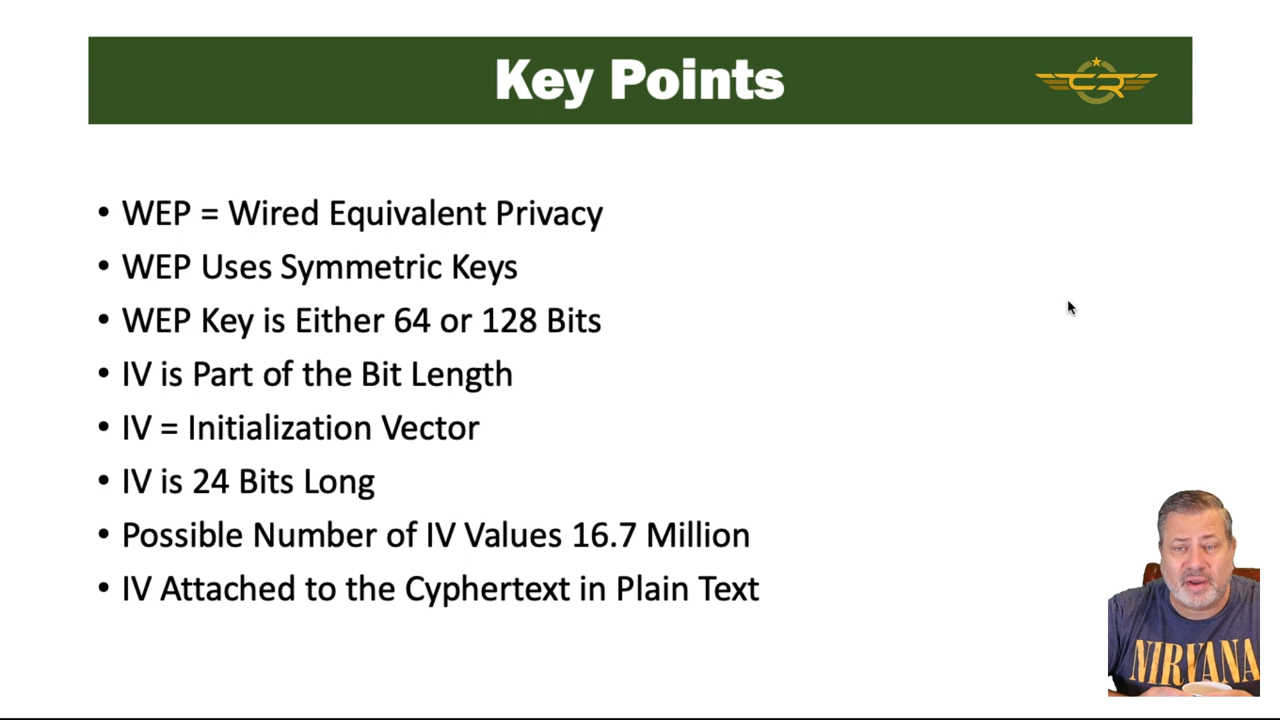 Key Points
CR
• WEP = Wired Equivalent Privacy
• WEP Uses Symmetric Keys
• WEP Key is Either 64 or 128 Bits
• IV is Part of the Bit Length
• IV = Initialization Vector
• IV is 24 Bits Long
• Possible Number of IV Values 16.7 Million
• IV Attached to the Cyphertext in Plain Text
NIRVANA